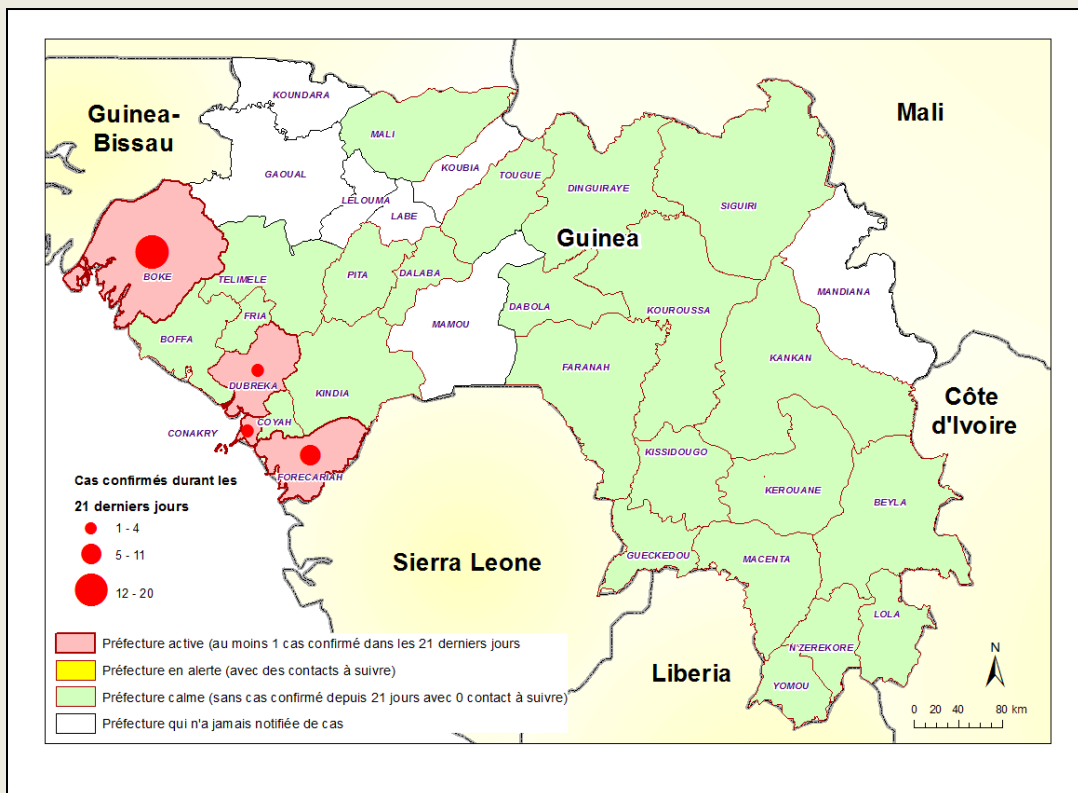 KOUNDARA
Guinea-
Bissau
Mali
MALI
KOUBIA
GAOUAL
TOUGUE
DINGUIRAYE
LELOUMA
SIGUIRI
LABE
Guinea
BOKE
TELIMELE
PITA
DALABA
MANDIANA
DABOLA
KOUROUSSA
FRIA
MAMOU
BOFFA
KANKAN
FARANAH
DUBREKA
KINDIA
Côte
d'Ivoire
COYAH
CONAKRY
KISSIDOUGO
FORECARIAH
Cas confirmés durant les
21 derniers jours
1 - 4
5 - 11
12 - 20
KEROUANE
BEYLA
Sierra Leone
GUECKEDOU
MACENTA
LOLA
N'ZEREKORE
Liberia
YOMOU
Préfecture active (au moins 1 cas confirmé dans les 21 derniers jours
Préfecture en alerte (avec des contacts à suivre)
Préfecture calme (sans cas confirmé depuis 21 jours avec 0 contact à suivre)
Préfecture qui n'a jamais notifiée de cas
N
0 20 40 80 km